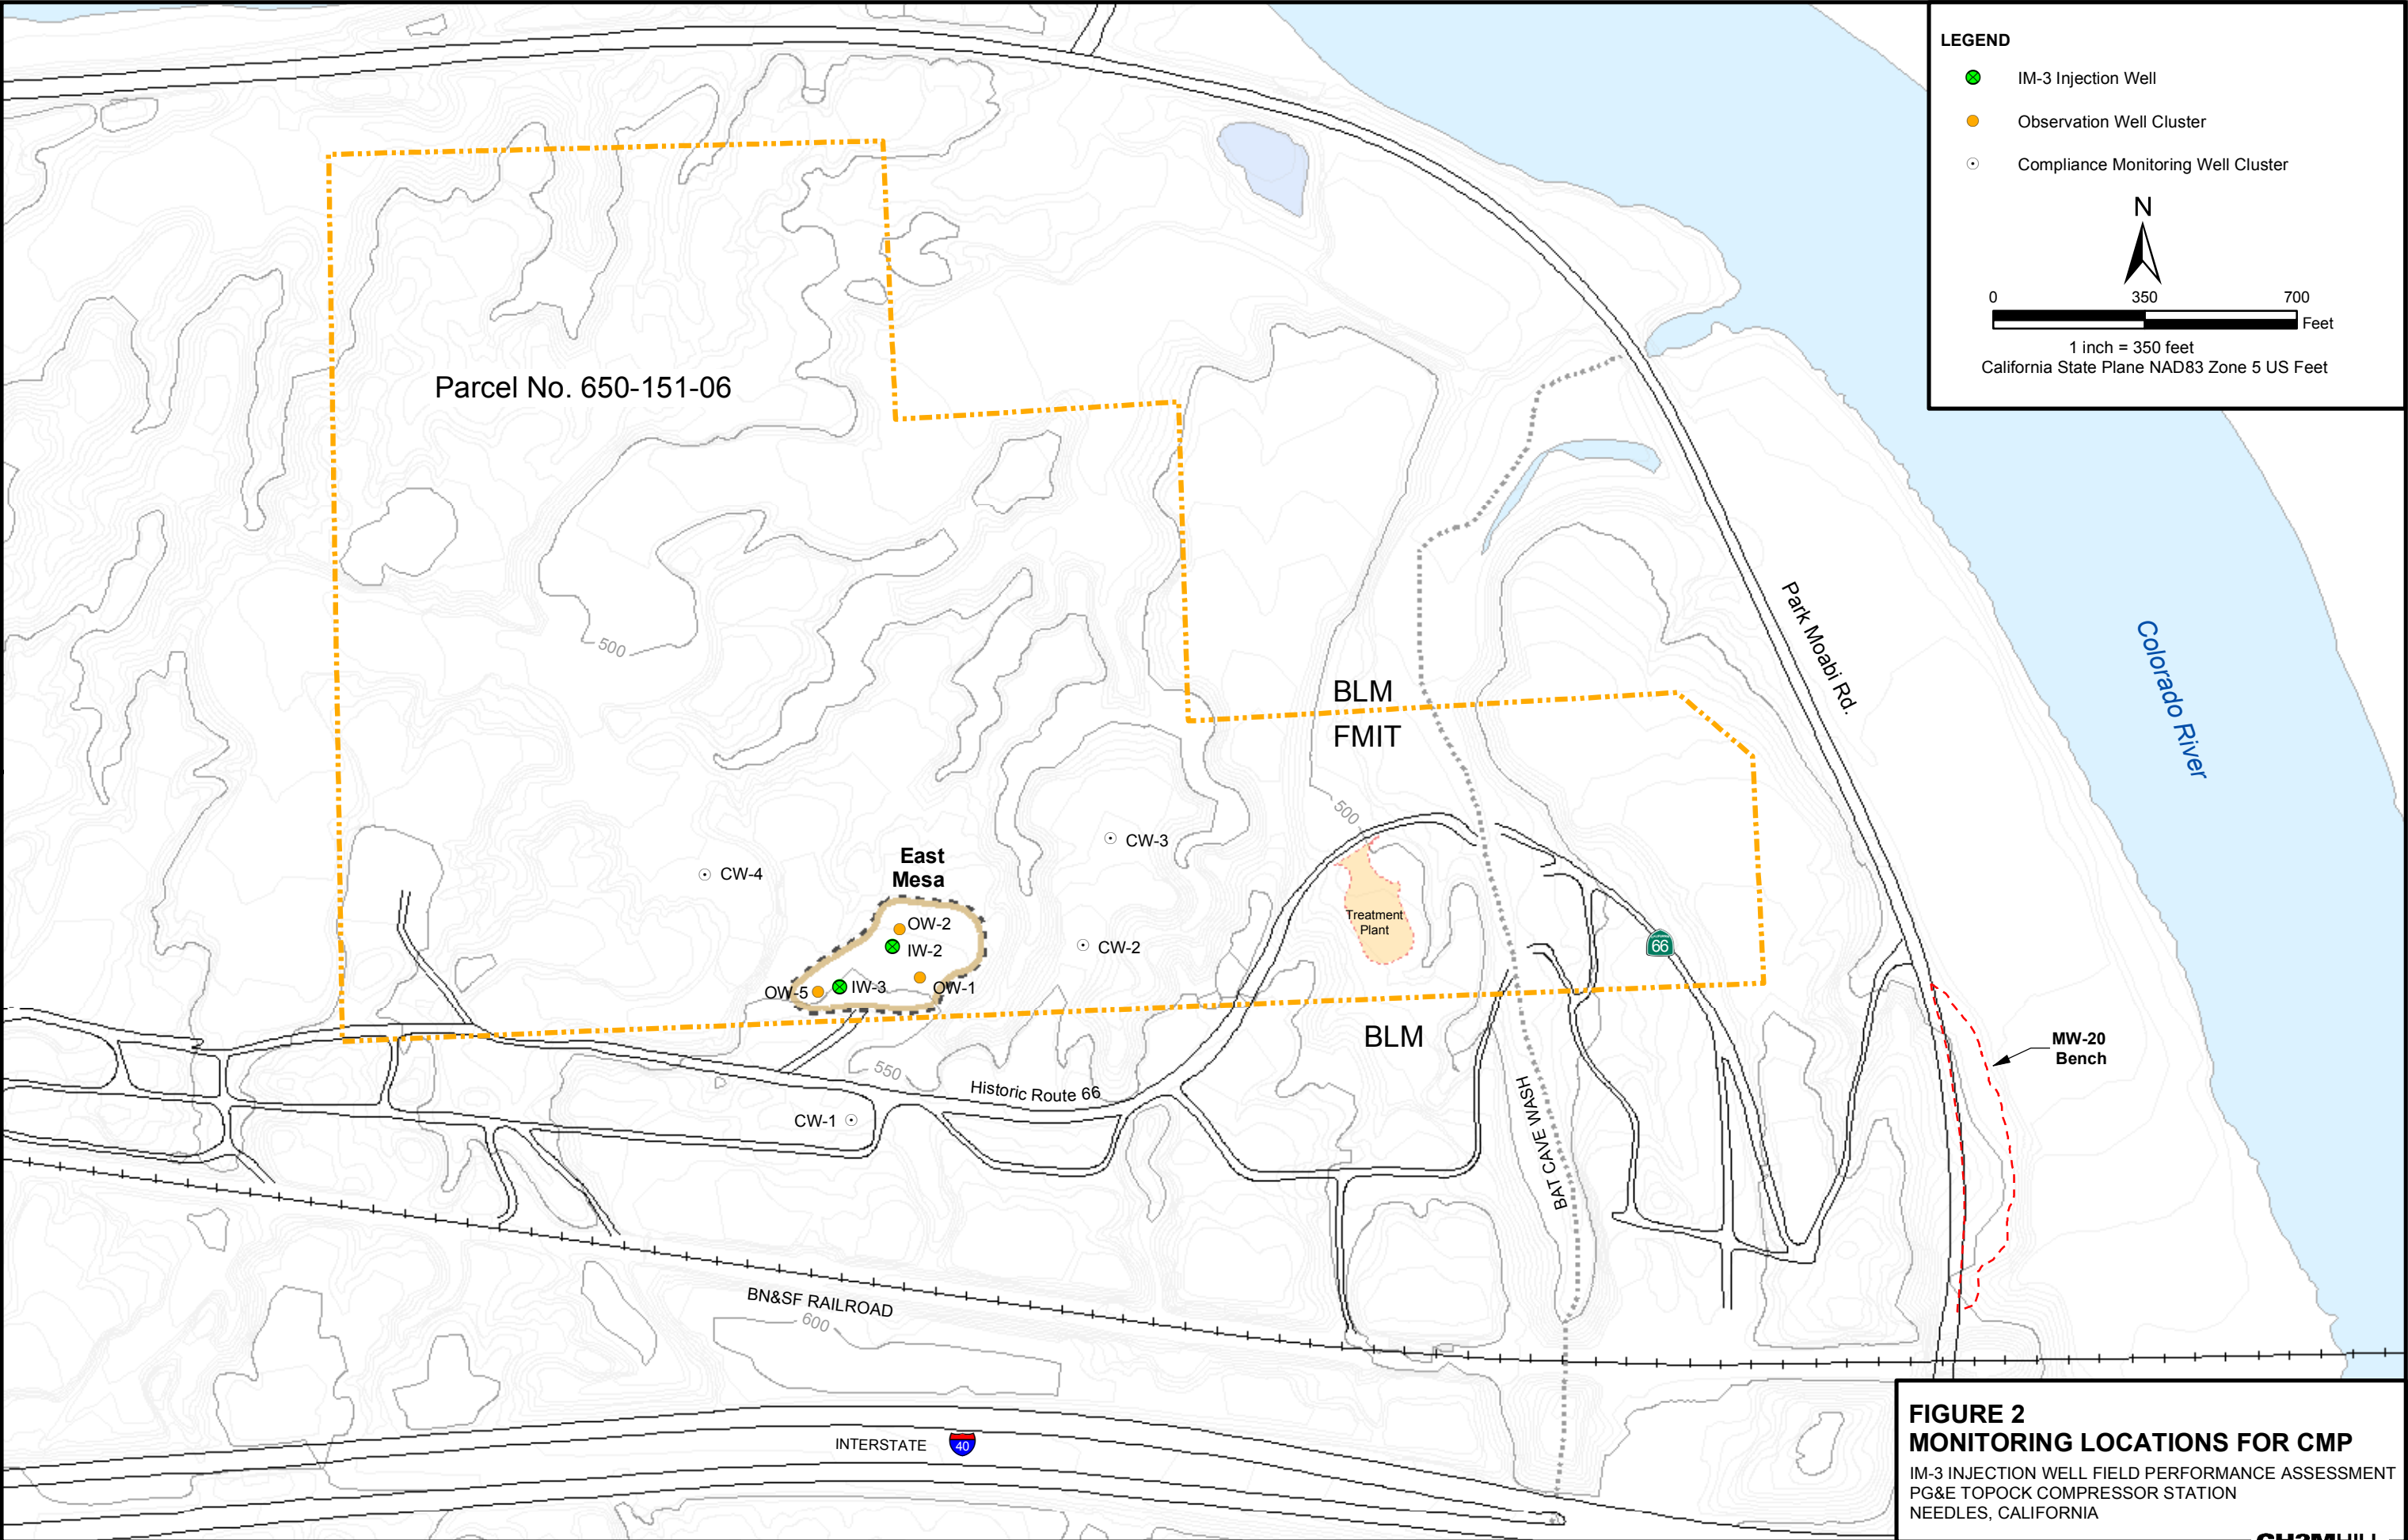 LEGEND
IM-3 Injection Well
Observation Well Cluster
Compliance Monitoring Well Cluster
N
0 350 700
Feet
1 inch = 350 feet
California State Plane NAD83 Zone 5 US Feet
Parcel No. 650-151-06
500
Park Moabi Rd.
Colorado River
BLM
FMIT
500
CW-3
CW-4
East
Mesa
Treatment
Plant
OW-2
IW-2
CW-2
66
OW-5
IW-3
OW-1
BLM
MW-20
Bench
550
Historic Route 66
CW-1
BAT CAVE WASH
BN&SF RAILROAD
600
INTERSTATE 40
FIGURE 2
MONITORING LOCATIONS FOR CMP
IM-3 INJECTION WELL FIELD PERFORMANCE ASSESSMENT
PG&E TOPOCK COMPRESSOR STATION
NEEDLES, CALIFORNIA
CH2MHILL